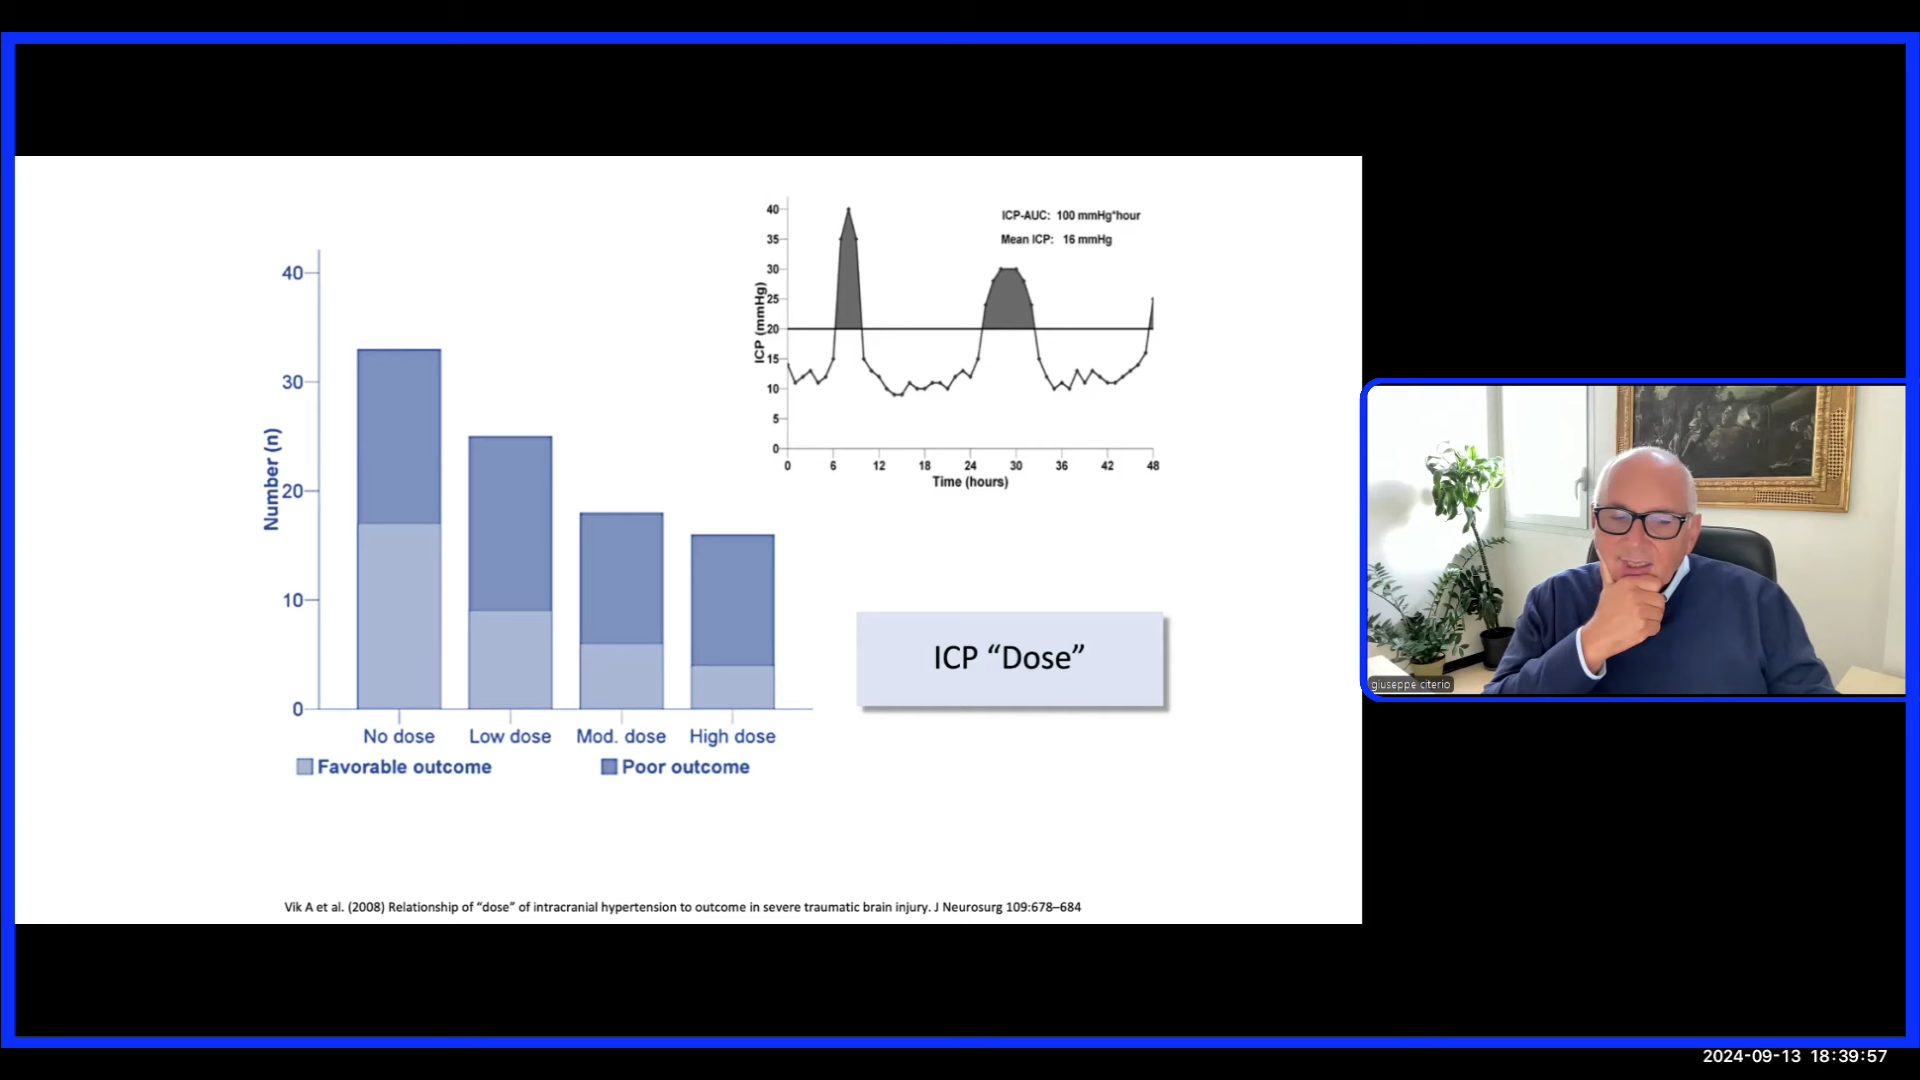 40
30
20
10
0
Number (n)
No dose
Low dose
Mod. dose
High dose
Favorable outcome
Poor outcome
40
35
30
25
20
15
10
5
0
ICP (mmHg)
ICP-AUC: 100 mmHg*hour
Mean ICP: 16 mmHg
0 6 12 18 24 30 36 42 48
Time (hours)
ICP “Dose”
Vik A et al. (2008) Relationship of “dose” of intracranial hypertension to outcome in severe traumatic brain injury. J Neurosurg 109:678–684
giuseppe citerio
2024-09-13 18:39:57